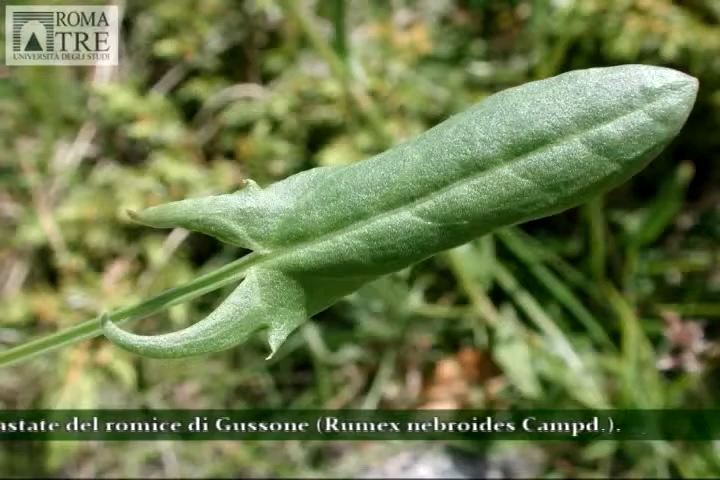 ROMA
TRE
UNIVERSITÀ DEGLI STUDI
astate del romice di Gussone (Rumex nebroides Campd.).